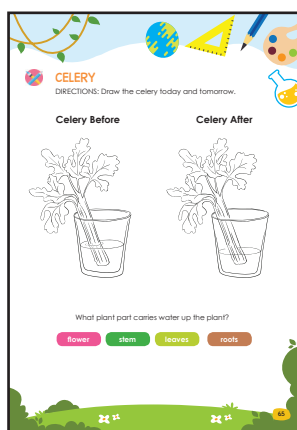 CELERY
DIRECTIONS: Draw the celery today and tomorrow.
Celery Before Celery After
What plant part carries water up the plant?
flower stem leaves roots
65